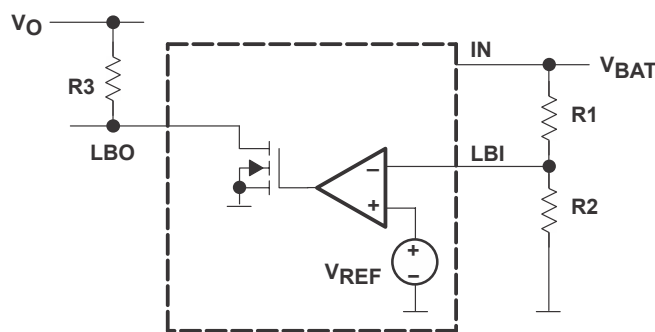 VO
R3
LBO
IN
VBAT
R1
LBI
R2
−
+
+
−
VREF